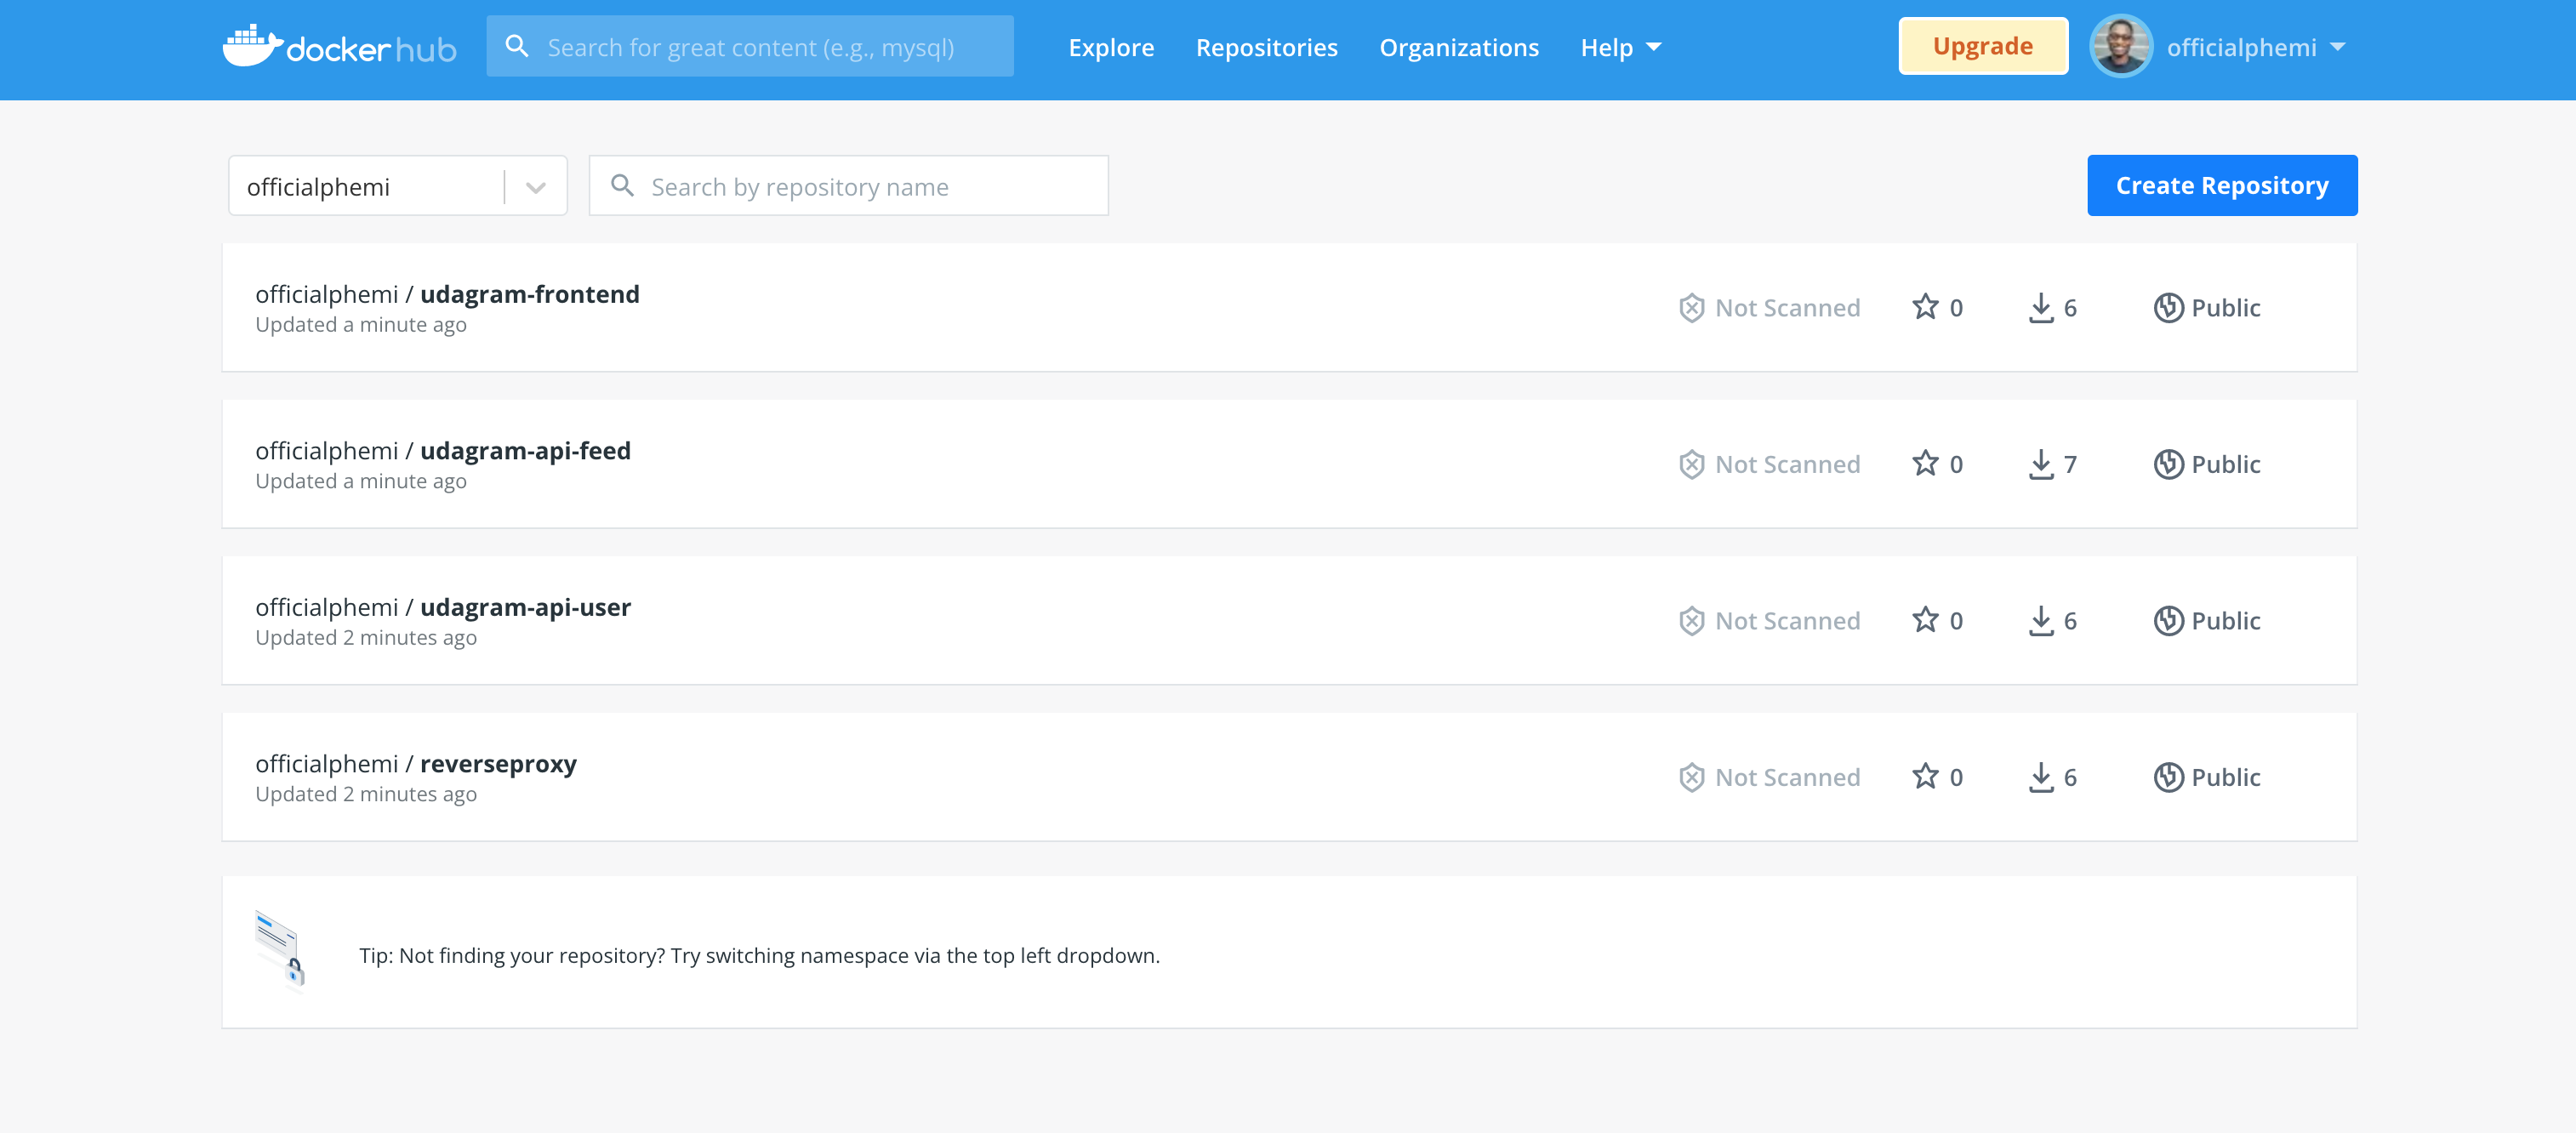 docker hub Search for great content (e.g., mysql) Explore Repositories Organizations Help Upgrade officialphemi
officialphemi Search by repository name Create Repository
officialphemi / udagram-frontend
Updated a minute ago
Not Scanned 0 6 Public
officialphemi / udagram-api-feed
Updated a minute ago
Not Scanned 0 7 Public
officialphemi / udagram-api-user
Updated 2 minutes ago
Not Scanned 0 6 Public
officialphemi / reverseproxy
Updated 2 minutes ago
Not Scanned 0 6 Public
Tip: Not finding your repository? Try switching namespace via the top left dropdown.